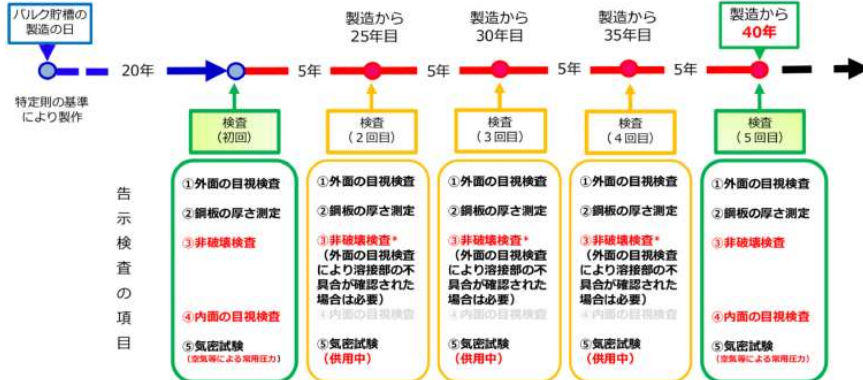 バルク貯槽の
製造の日
20年
5年
製造から
25年目
5年
製造から
30年目
5年
製造から
35年目
5年
製造から
40年
特定則の基準
により製作
検査
(初回)
検査
(2回目)
検査
(3回目)
検査
(4回目)
検査
(5回目)
告示検査の項目
①外面の目視検査
②鋼板の厚さ測定
③非破壊検査
④内面の目視検査
⑤気密試験
(空気等による常用圧力)
①外面の目視検査
②鋼板の厚さ測定
③非破壊検査*
(外面の目視検査
により溶接部の不
具合が確認された
場合は必要)
④内面の目視検査
⑤気密試験
(供用中)
①外面の目視検査
②鋼板の厚さ測定
③非破壊検査*
(外面の目視検査
により溶接部の不
具合が確認された
場合は必要)
④内面の目視検査
⑤気密試験
(供用中)
①外面の目視検査
②鋼板の厚さ測定
③非破壊検査*
(外面の目視検査
により溶接部の不
具合が確認された
場合は必要)
④内面の目視検査
⑤気密試験
(供用中)
①外面の目視検査
②鋼板の厚さ測定
③非破壊検査
④内面の目視検査
⑤気密試験
(空気等による常用圧力)